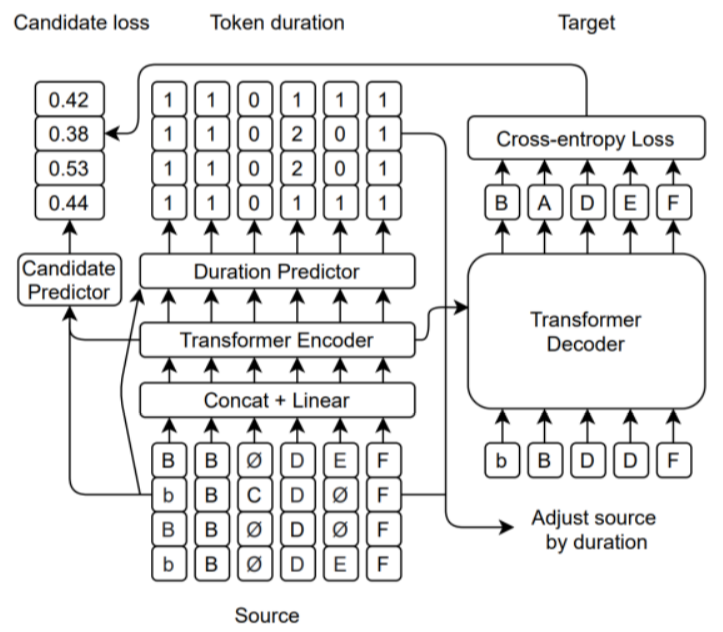 Candidate loss Token duration Target
0.42 1 1 0 1 1 1
0.38 1 1 0 2 0 1
Cross-entropy Loss
0.53 1 1 0 2 0 1
0.44 1 1 0 1 1 1
B A D E F
Candidate
Predictor
Duration Predictor
Transformer Encoder
Transformer
Decoder
Concat + Linear
B B Ø D E F
b B D D F
b B C D Ø F
B B Ø D Ø F
b B Ø D E F
Adjust source
by duration
Source